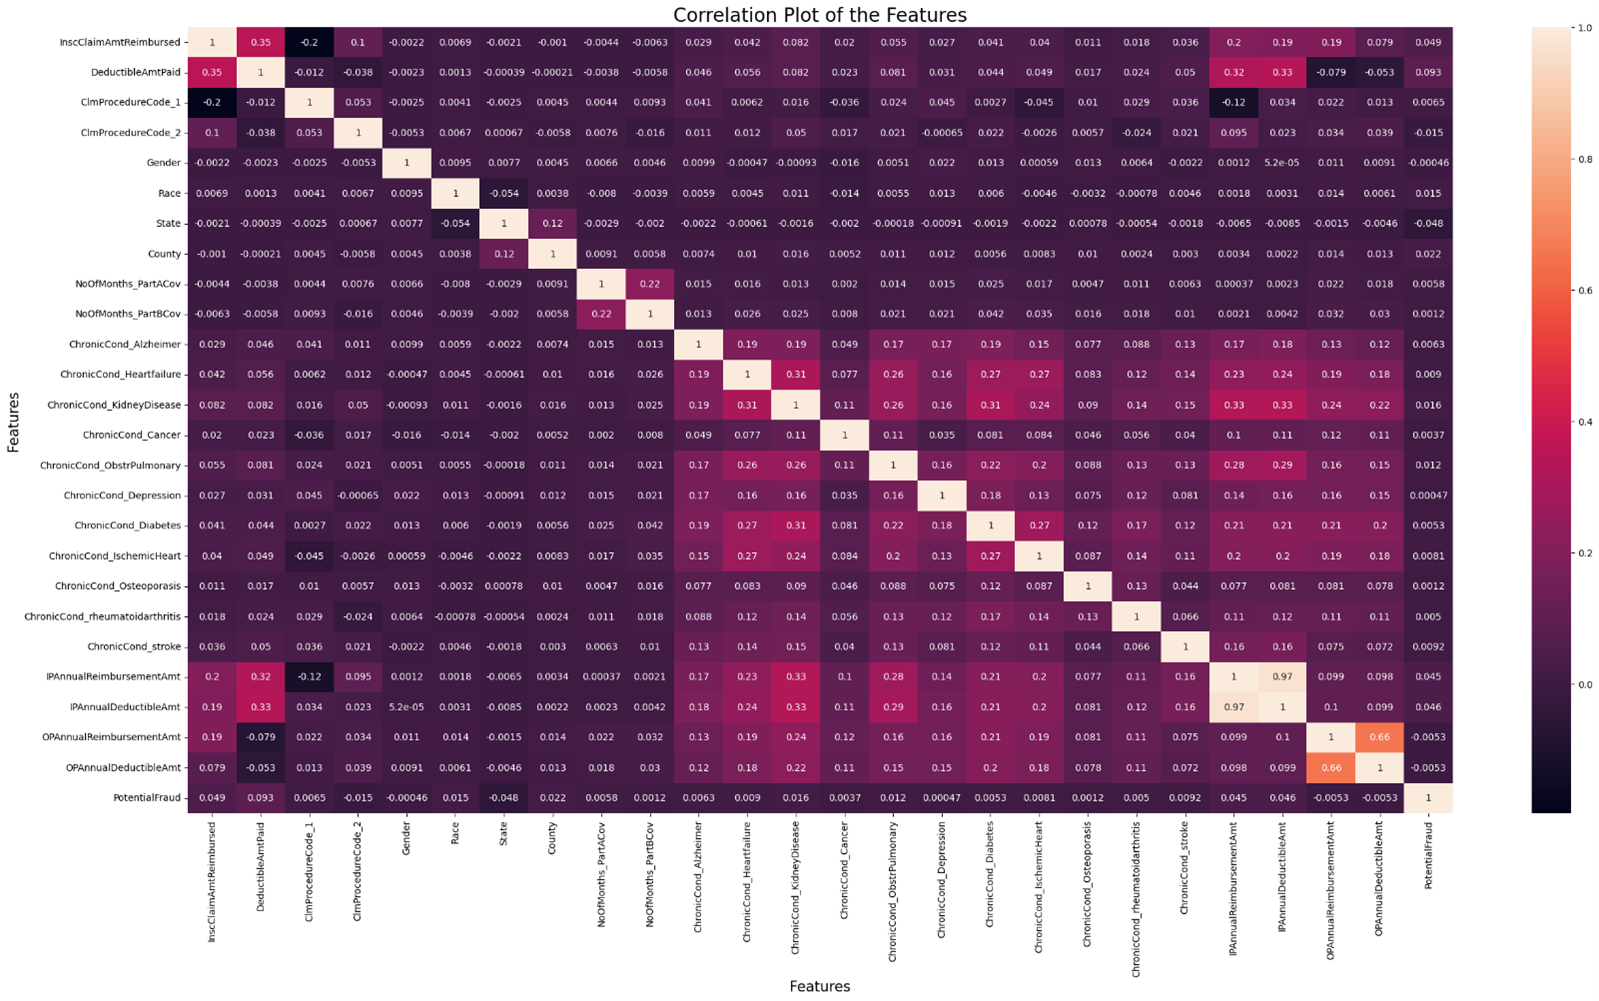 Correlation Plot of the Features
InscClaimAmtReimbursed 1 0.35 -0.2 0.1 -0.0022 0.0069 -0.0021 -0.001 -0.0044 -0.0063 0.029 0.042 0.082 0.02 0.055 0.027 0.041 0.04 0.011 0.018 0.036 0.2 0.19 0.19 0.079 0.049
DeductibleAmtPaid 0.35 1 -0.012 -0.038 -0.0023 0.0013 -0.00039 -0.00021 -0.0038 -0.0058 0.046 0.056 0.082 0.023 0.081 0.031 0.044 0.049 0.017 0.024 0.05 0.32 0.33 -0.079 -0.053 0.093
ClmProcedureCode_1 -0.2 -0.012 1 0.053 -0.0025 0.0041 -0.0025 0.0045 0.0044 0.0093 0.041 0.0062 0.016 -0.036 0.024 0.045 0.0027 -0.045 0.01 0.029 0.036 -0.12 0.034 0.022 0.013 0.0065
ClmProcedureCode_2 0.1 -0.038 0.053 1 -0.0053 0.0067 0.00067 -0.0058 0.0076 -0.016 0.011 0.012 0.05 0.017 0.021 -0.00065 0.022 -0.0026 0.0057 -0.024 0.021 0.095 0.023 0.034 0.039 -0.015
Gender -0.0022 -0.0023 -0.0025 -0.0053 1 0.0095 0.0077 0.0045 0.0066 0.0046 0.0099 -0.00047 -0.00093 -0.016 0.0051 0.022 0.013 0.00059 0.013 0.0064 -0.0022 0.0012 5.2e-05 0.011 0.0091 -0.00046
Race 0.0069 0.0013 0.0041 0.0067 0.0095 1 -0.054 0.0038 -0.008 -0.0039 0.0059 0.0045 0.011 -0.014 0.0055 0.013 0.006 -0.0046 -0.0032 -0.00078 0.0046 0.0018 0.0031 0.014 0.0061 0.015
State -0.0021 -0.00039 -0.0025 0.00067 0.0077 -0.054 1 0.12 -0.0029 -0.002 -0.0022 -0.00061 -0.0016 -0.002 -0.00018 -0.00091 -0.0019 -0.0022 0.00078 -0.00054 -0.0018 -0.0065 -0.0085 -0.0015 -0.0046 -0.048
County -0.001 -0.00021 0.0045 -0.0058 0.0045 0.0038 0.12 1 0.0091 0.0058 0.0074 0.01 0.016 0.0052 0.011 0.012 0.0056 0.0083 0.01 0.0024 0.003 0.0034 0.0022 0.014 0.013 0.022
NoOfMonths_PartACov -0.0044 -0.0038 0.0044 0.0076 0.0066 -0.008 -0.0029 0.0091 1 0.22 0.015 0.016 0.013 0.002 0.014 0.015 0.025 0.017 0.0047 0.011 0.0063 0.00037 0.0023 0.022 0.018 0.0058
NoOfMonths_PartBCov -0.0063 -0.0058 0.0093 -0.016 0.0046 -0.0039 -0.002 0.0058 0.22 1 0.013 0.026 0.025 0.008 0.021 0.021 0.042 0.035 0.016 0.018 0.01 0.0021 0.0042 0.032 0.03 0.0012
ChronicCond_Alzheimer 0.029 0.046 0.041 0.011 0.0099 0.0059 -0.0022 0.0074 0.015 0.013 1 0.19 0.19 0.049 0.17 0.17 0.19 0.15 0.077 0.088 0.13 0.17 0.18 0.13 0.12 0.0063
ChronicCond_Heartfailure 0.042 0.056 0.0062 0.012 -0.00047 0.0045 -0.00061 0.01 0.016 0.026 0.19 1 0.31 0.077 0.26 0.16 0.27 0.27 0.083 0.12 0.14 0.23 0.24 0.19 0.18 0.009
ChronicCond_KidneyDisease 0.082 0.082 0.016 0.05 -0.00093 0.011 -0.0016 0.016 0.013 0.025 0.19 0.31 1 0.11 0.26 0.16 0.31 0.24 0.09 0.14 0.15 0.33 0.33 0.24 0.22 0.016
ChronicCond_Cancer 0.02 0.023 -0.036 0.017 -0.016 -0.014 -0.002 0.0052 0.002 0.008 0.049 0.077 0.11 1 0.11 0.035 0.081 0.084 0.046 0.056 0.04 0.1 0.11 0.12 0.11 0.0037
ChronicCond_ObstrPulmonary 0.055 0.081 0.024 0.021 0.0051 0.0055 -0.00018 0.011 0.014 0.021 0.17 0.26 0.26 0.11 1 0.16 0.22 0.2 0.088 0.13 0.13 0.28 0.29 0.16 0.15 0.012
ChronicCond_Depression 0.027 0.031 0.045 -0.00065 0.022 0.013 -0.00091 0.012 0.015 0.021 0.17 0.16 0.16 0.035 0.16 1 0.18 0.13 0.075 0.12 0.081 0.14 0.16 0.16 0.15 0.00047
ChronicCond_Diabetes 0.041 0.044 0.0027 0.022 0.013 0.006 -0.0019 0.0056 0.025 0.042 0.19 0.27 0.31 0.081 0.22 0.18 1 0.27 0.12 0.17 0.12 0.21 0.21 0.21 0.2 0.0053
ChronicCond_IschemicHeart 0.04 0.049 -0.045 -0.0026 0.00059 -0.0046 -0.0022 0.0083 0.017 0.035 0.15 0.27 0.24 0.084 0.2 0.13 0.27 1 0.087 0.14 0.11 0.2 0.2 0.19 0.18 0.0081
ChronicCond_Osteoporasis 0.011 0.017 0.01 0.0057 0.013 -0.0032 0.00078 0.01 0.0047 0.016 0.077 0.083 0.09 0.046 0.088 0.075 0.12 0.087 1 0.13 0.044 0.077 0.081 0.081 0.078 0.0012
ChronicCond_rheumatoidarthritis 0.018 0.024 0.029 -0.024 0.0064 -0.00078 -0.00054 0.0024 0.011 0.018 0.088 0.12 0.14 0.056 0.13 0.12 0.17 0.14 0.13 1 0.066 0.11 0.12 0.11 0.11 0.005
ChronicCond_stroke 0.036 0.05 0.036 0.021 -0.0022 0.0046 -0.0018 0.003 0.0063 0.01 0.13 0.14 0.15 0.04 0.13 0.081 0.12 0.11 0.044 0.066 1 0.16 0.16 0.075 0.072 0.0092
IPAnnualReimbursementAmt 0.2 0.32 -0.12 0.095 0.0012 0.0018 -0.0065 0.0034 0.00037 0.0021 0.17 0.23 0.33 0.1 0.28 0.14 0.21 0.2 0.077 0.11 0.16 1 0.97 0.099 0.098 0.045
IPAnnualDeductibleAmt 0.19 0.33 0.034 0.023 5.2e-05 0.0031 -0.0085 0.0022 0.0023 0.0042 0.18 0.24 0.33 0.11 0.29 0.16 0.21 0.2 0.081 0.12 0.16 0.97 1 0.1 0.099 0.046
OPAnnualReimbursementAmt 0.19 -0.079 0.022 0.034 0.011 0.014 -0.0015 0.014 0.022 0.032 0.13 0.19 0.24 0.12 0.16 0.16 0.21 0.19 0.081 0.11 0.075 0.099 0.1 1 0.66 -0.0053
OPAnnualDeductibleAmt 0.079 -0.053 0.013 0.039 0.0091 0.0061 -0.0046 0.013 0.018 0.03 0.12 0.18 0.22 0.11 0.15 0.15 0.2 0.18 0.078 0.11 0.072 0.098 0.099 0.66 1 -0.0053
PotentialFraud 0.049 0.093 0.0065 -0.015 -0.00046 0.015 -0.048 0.022 0.0058 0.0012 0.0063 0.009 0.016 0.0037 0.012 0.00047 0.0053 0.0081 0.0012 0.005 0.0092 0.045 0.046 -0.0053 -0.0053 1
Features
InscClaimAmtReimbursed
DeductibleAmtPaid
ClmProcedureCode_1
ClmProcedureCode_2
Gender
Race
State
County
NoOfMonths_PartACov
NoOfMonths_PartBCov
ChronicCond_Alzheimer
ChronicCond_Heartfailure
ChronicCond_KidneyDisease
ChronicCond_Cancer
ChronicCond_ObstrPulmonary
ChronicCond_Depression
ChronicCond_Diabetes
ChronicCond_IschemicHeart
ChronicCond_Osteoporasis
ChronicCond_rheumatoidarthritis
ChronicCond_stroke
IPAnnualReimbursementAmt
IPAnnualDeductibleAmt
OPAnnualReimbursementAmt
OPAnnualDeductibleAmt
PotentialFraud
Features
1.0
0.8
0.6
0.4
0.2
0.0